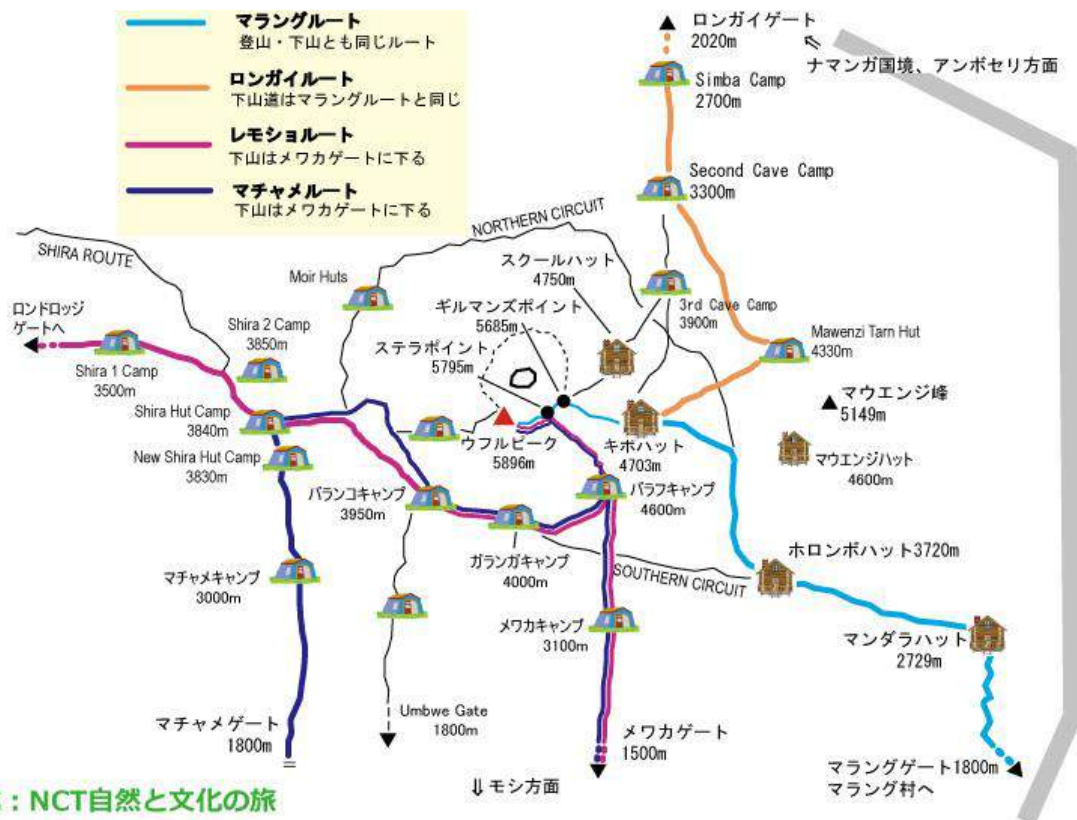 マラングルート
登山・下山とも同じルート
ロンガイルート
下山道はマラングルートと同じ
レモショルート
下山はメワカゲートに下る
マチャメルート
下山はメワカゲートに下る
ロンガイゲート
2020m
⇖
ナマンガ国境、アンボセリ方面
Simba Camp
2700m
Second Cave Camp
3300m
NORTHERN CIRCUIT
SHIRA ROUTE
スクールハット
4750m
Moir Huts
3rd Cave Camp
3900m
ギルマンズポイント
5685m
ロンドロッジ
ゲートへ
Shira 2 Camp
3850m
ステラポイント
5795m
Mawenzi Tarn Hut
4330m
Shira 1 Camp
3500m
マウエンジ峰
5149m
Shira Hut Camp
3840m
ウフルピーク
5896m
キボハット
4703m
マウエンジハット
4600m
New Shira Hut Camp
3830m
バランコキャンプ
3950m
バラフキャンプ
4600m
ホロンボハット3720m
ガランガキャンプ
4000m
SOUTHERN CIRCUIT
マチャメキャンプ
3000m
メワカキャンプ
3100m
マンダラハット
2729m
Umbwe Gate
1800m
マチャメゲート
1800m
メワカゲート
1500m
マラングゲート1800m
マラング村へ
⇓モシ方面
：NCT自然と文化の旅